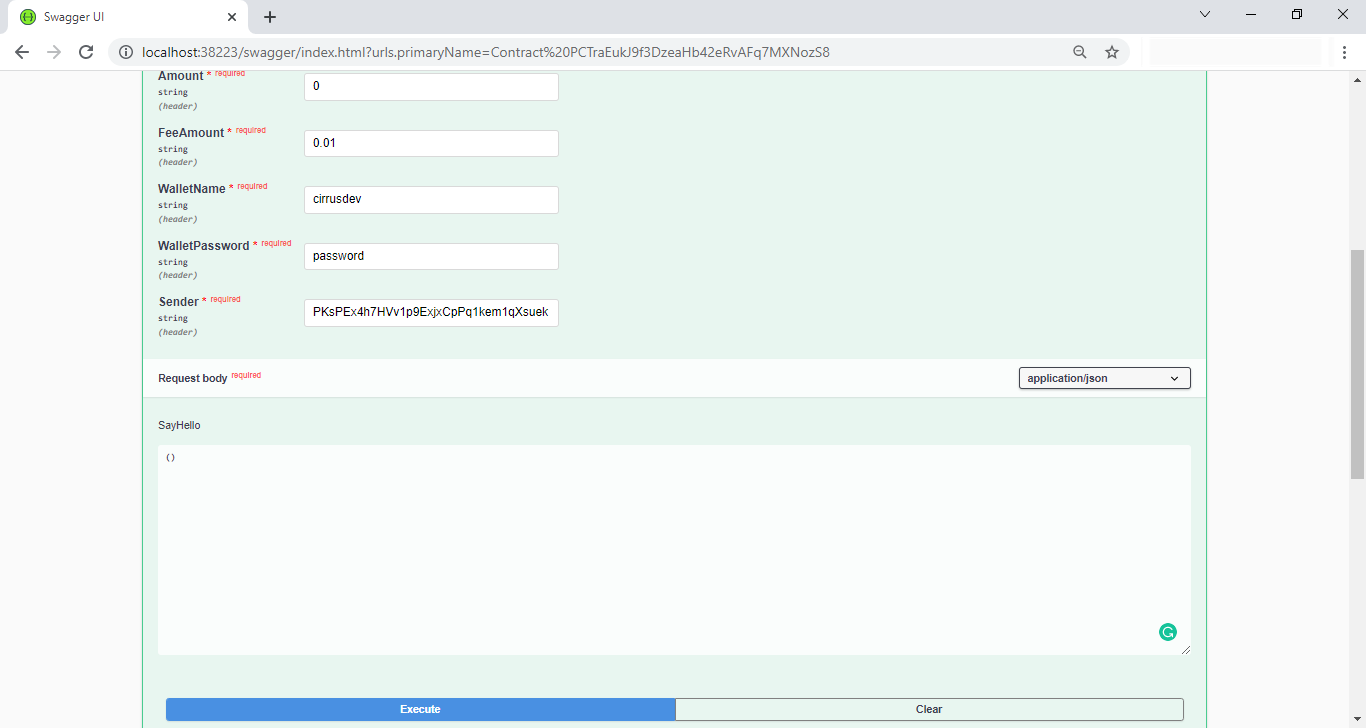 Swagger UI
localhost:38223/swagger/index.html?urls.primaryName=Contract%20PCTraEukJ9f3DzeaHb42eRvAFq7MXNozS8
Amount * required
string
(header)
0
FeeAmount * required
string
(header)
0.01
WalletName * required
string
(header)
cirrusdev
WalletPassword * required
string
(header)
password
Sender * required
string
(header)
PKsPEx4h7HVv1p9ExjxCpPq1kem1qXsuek
Request body required
application/json
SayHello
()
Execute
Clear